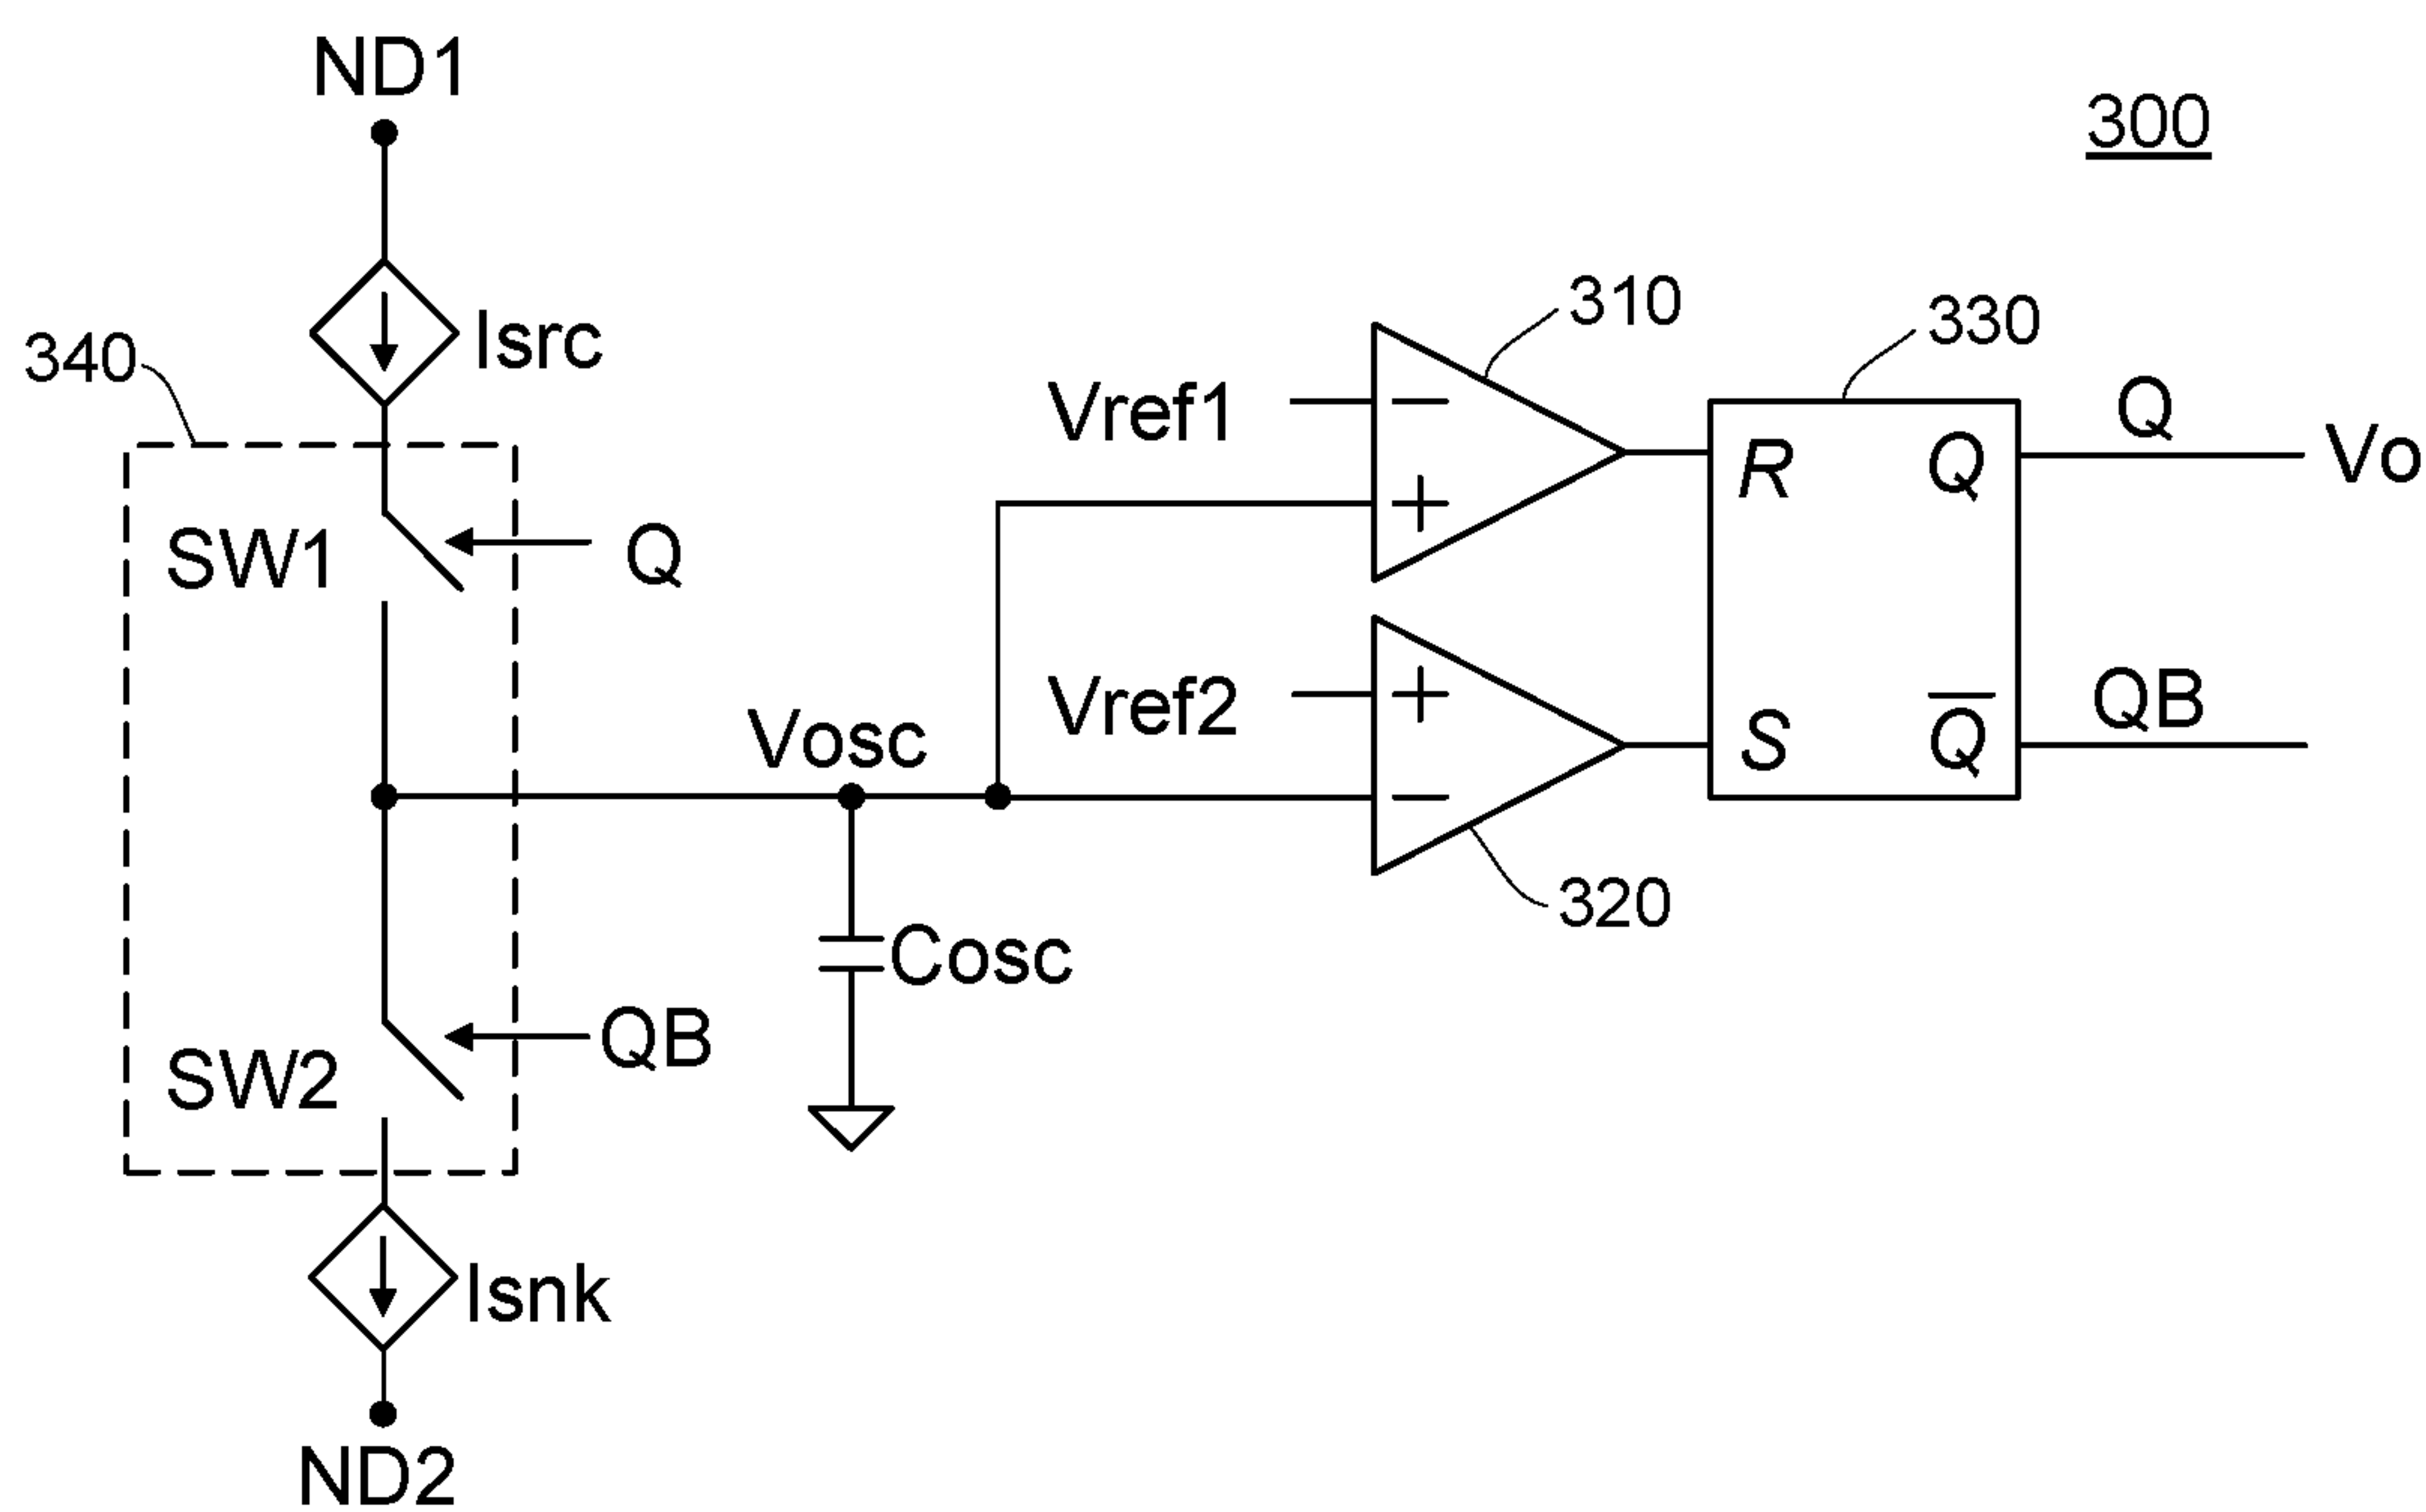 ND1
300
Isrc
340
310
330
Vref1
−
+
R
Q
Q
Vo
SW1
Q
Vref2
+
−
S
Q̅
QB
Vosc
320
Cosc
SW2
QB
Isnk
ND2